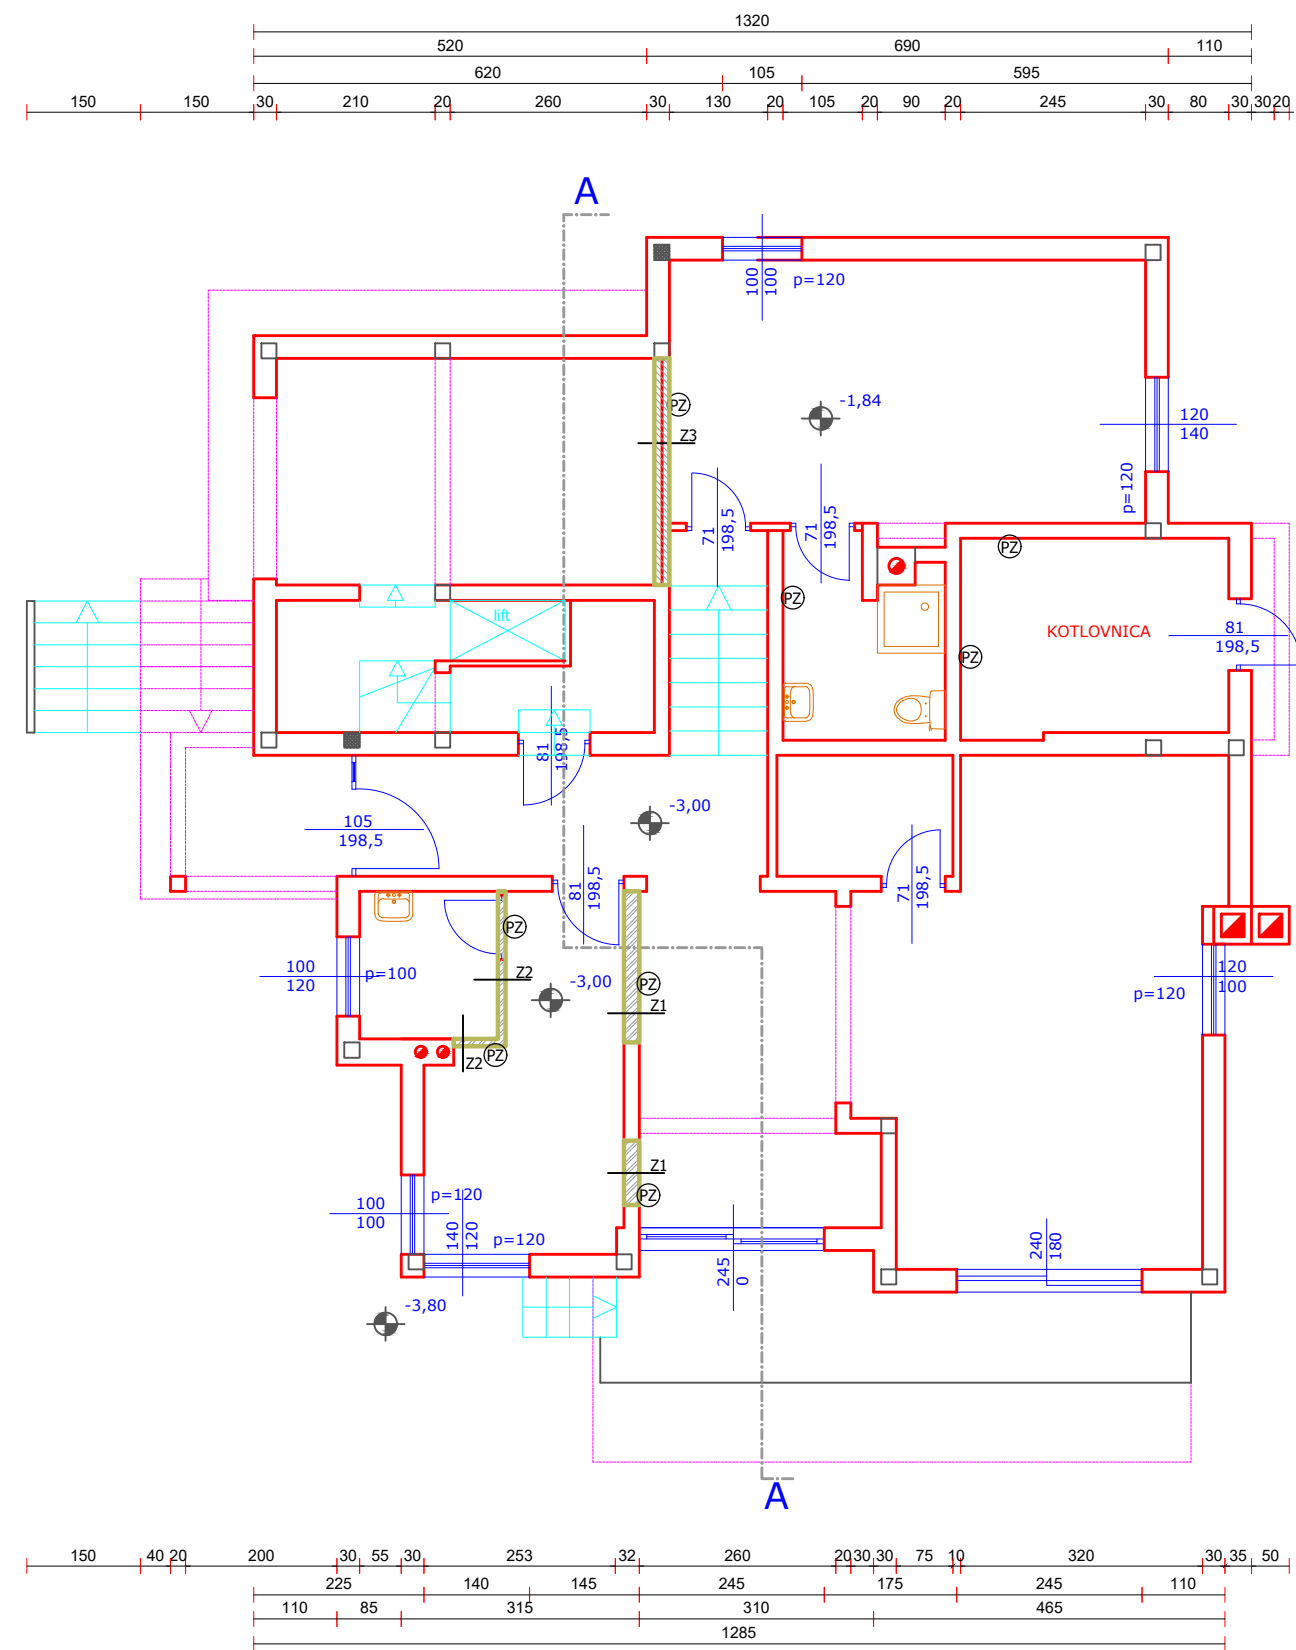 1320
520 690 110
620 105 595
150 150 30 210 20 260 30 130 20 105 20 90 20 245 30 80 30 30 20
A
100
100
p=120
PZ
-1,84
Z3
120
140
p=120
71
198,5
71
198,5
PZ
PZ
lift
KOTLOVNICA
81
198,5
PZ
81
198,5
105
198,5
-3,00
81
198,5
71
198,5
PZ
100
120
p=100
Z2
-3,00
PZ
Z1
120
100
p=120
Z2
PZ
Z1
PZ
100
100
p=120
140
120
p=120
240
180
245
0
-3,80
A
150 40 20 200 30 55 30 253 32 260 20 30 30 75 10 320 30 35 50
225 140 145 245 175 245 110
110 85 315 310 465
1285